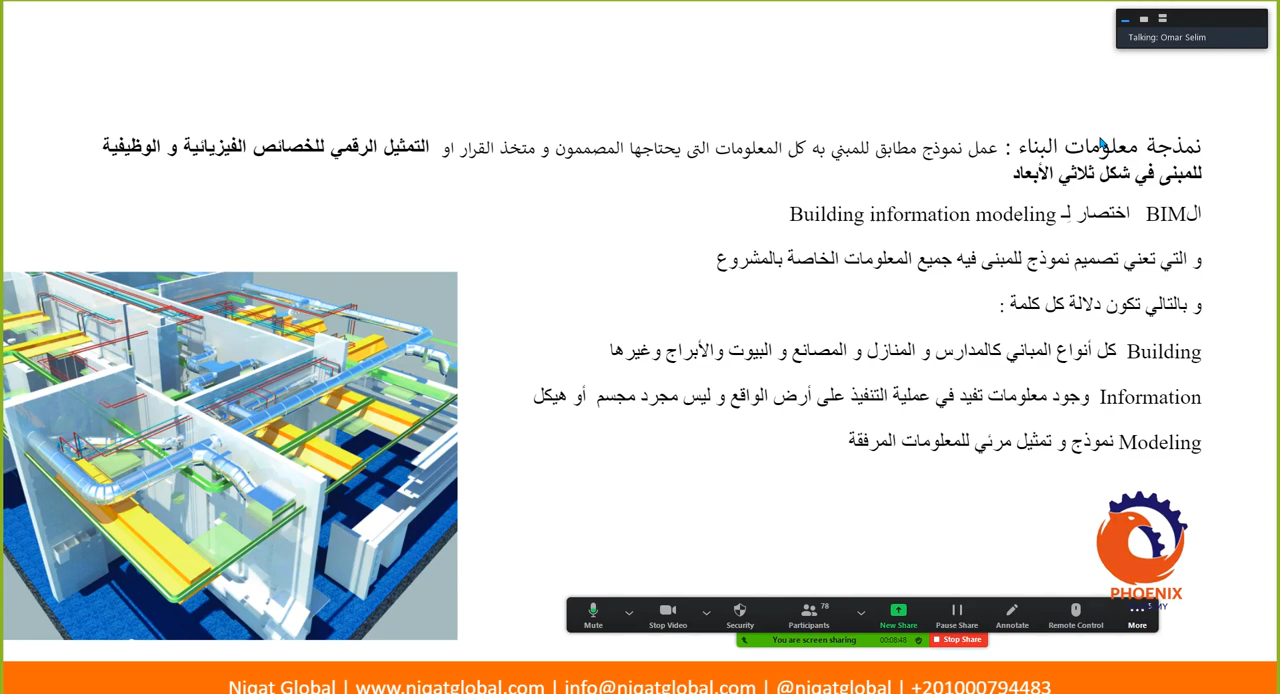 Talking: Omar Selim
نمذجة معلومات البناء : عمل نموذج مطابق للمبني به كل المعلومات التى يحتاجها المصممون و متخذ القرار او التمثيل الرقمي للخصائص الفيزيائية و الوظيفية
للمبنى في شكل ثلاثي الأبعاد
الBIM اختصار لِـ Building information modeling
و التي تعني تصميم نموذج للمبنى فيه جميع المعلومات الخاصة بالمشروع
و بالتالي تكون دلالة كل كلمة :
Building كل أنواع المباني كالمدارس و المنازل و المصانع و البيوت والأبراج وغيرها
Information وجود معلومات تفيد في عملية التنفيذ على أرض الواقع و ليس مجرد مجسم أو هيكل
Modeling نموذج و تمثيل مرئي للمعلومات المرفقة
PHOENIX
78
Mute Stop Video Security Participants New Share Pause Share Annotate Remote Control More
You are screen sharing 00:08:48 Stop Share
Nigat Global | www.nigatglobal.com | info@nigatglobal.com | @nigatglobal | +201000794483